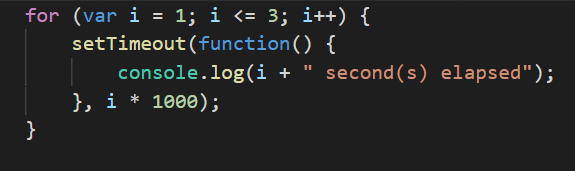 for (var i = 1; i <= 3; i++) {
    setTimeout(function() {
        console.log(i + " second(s) elapsed");
    }, i * 1000);
}